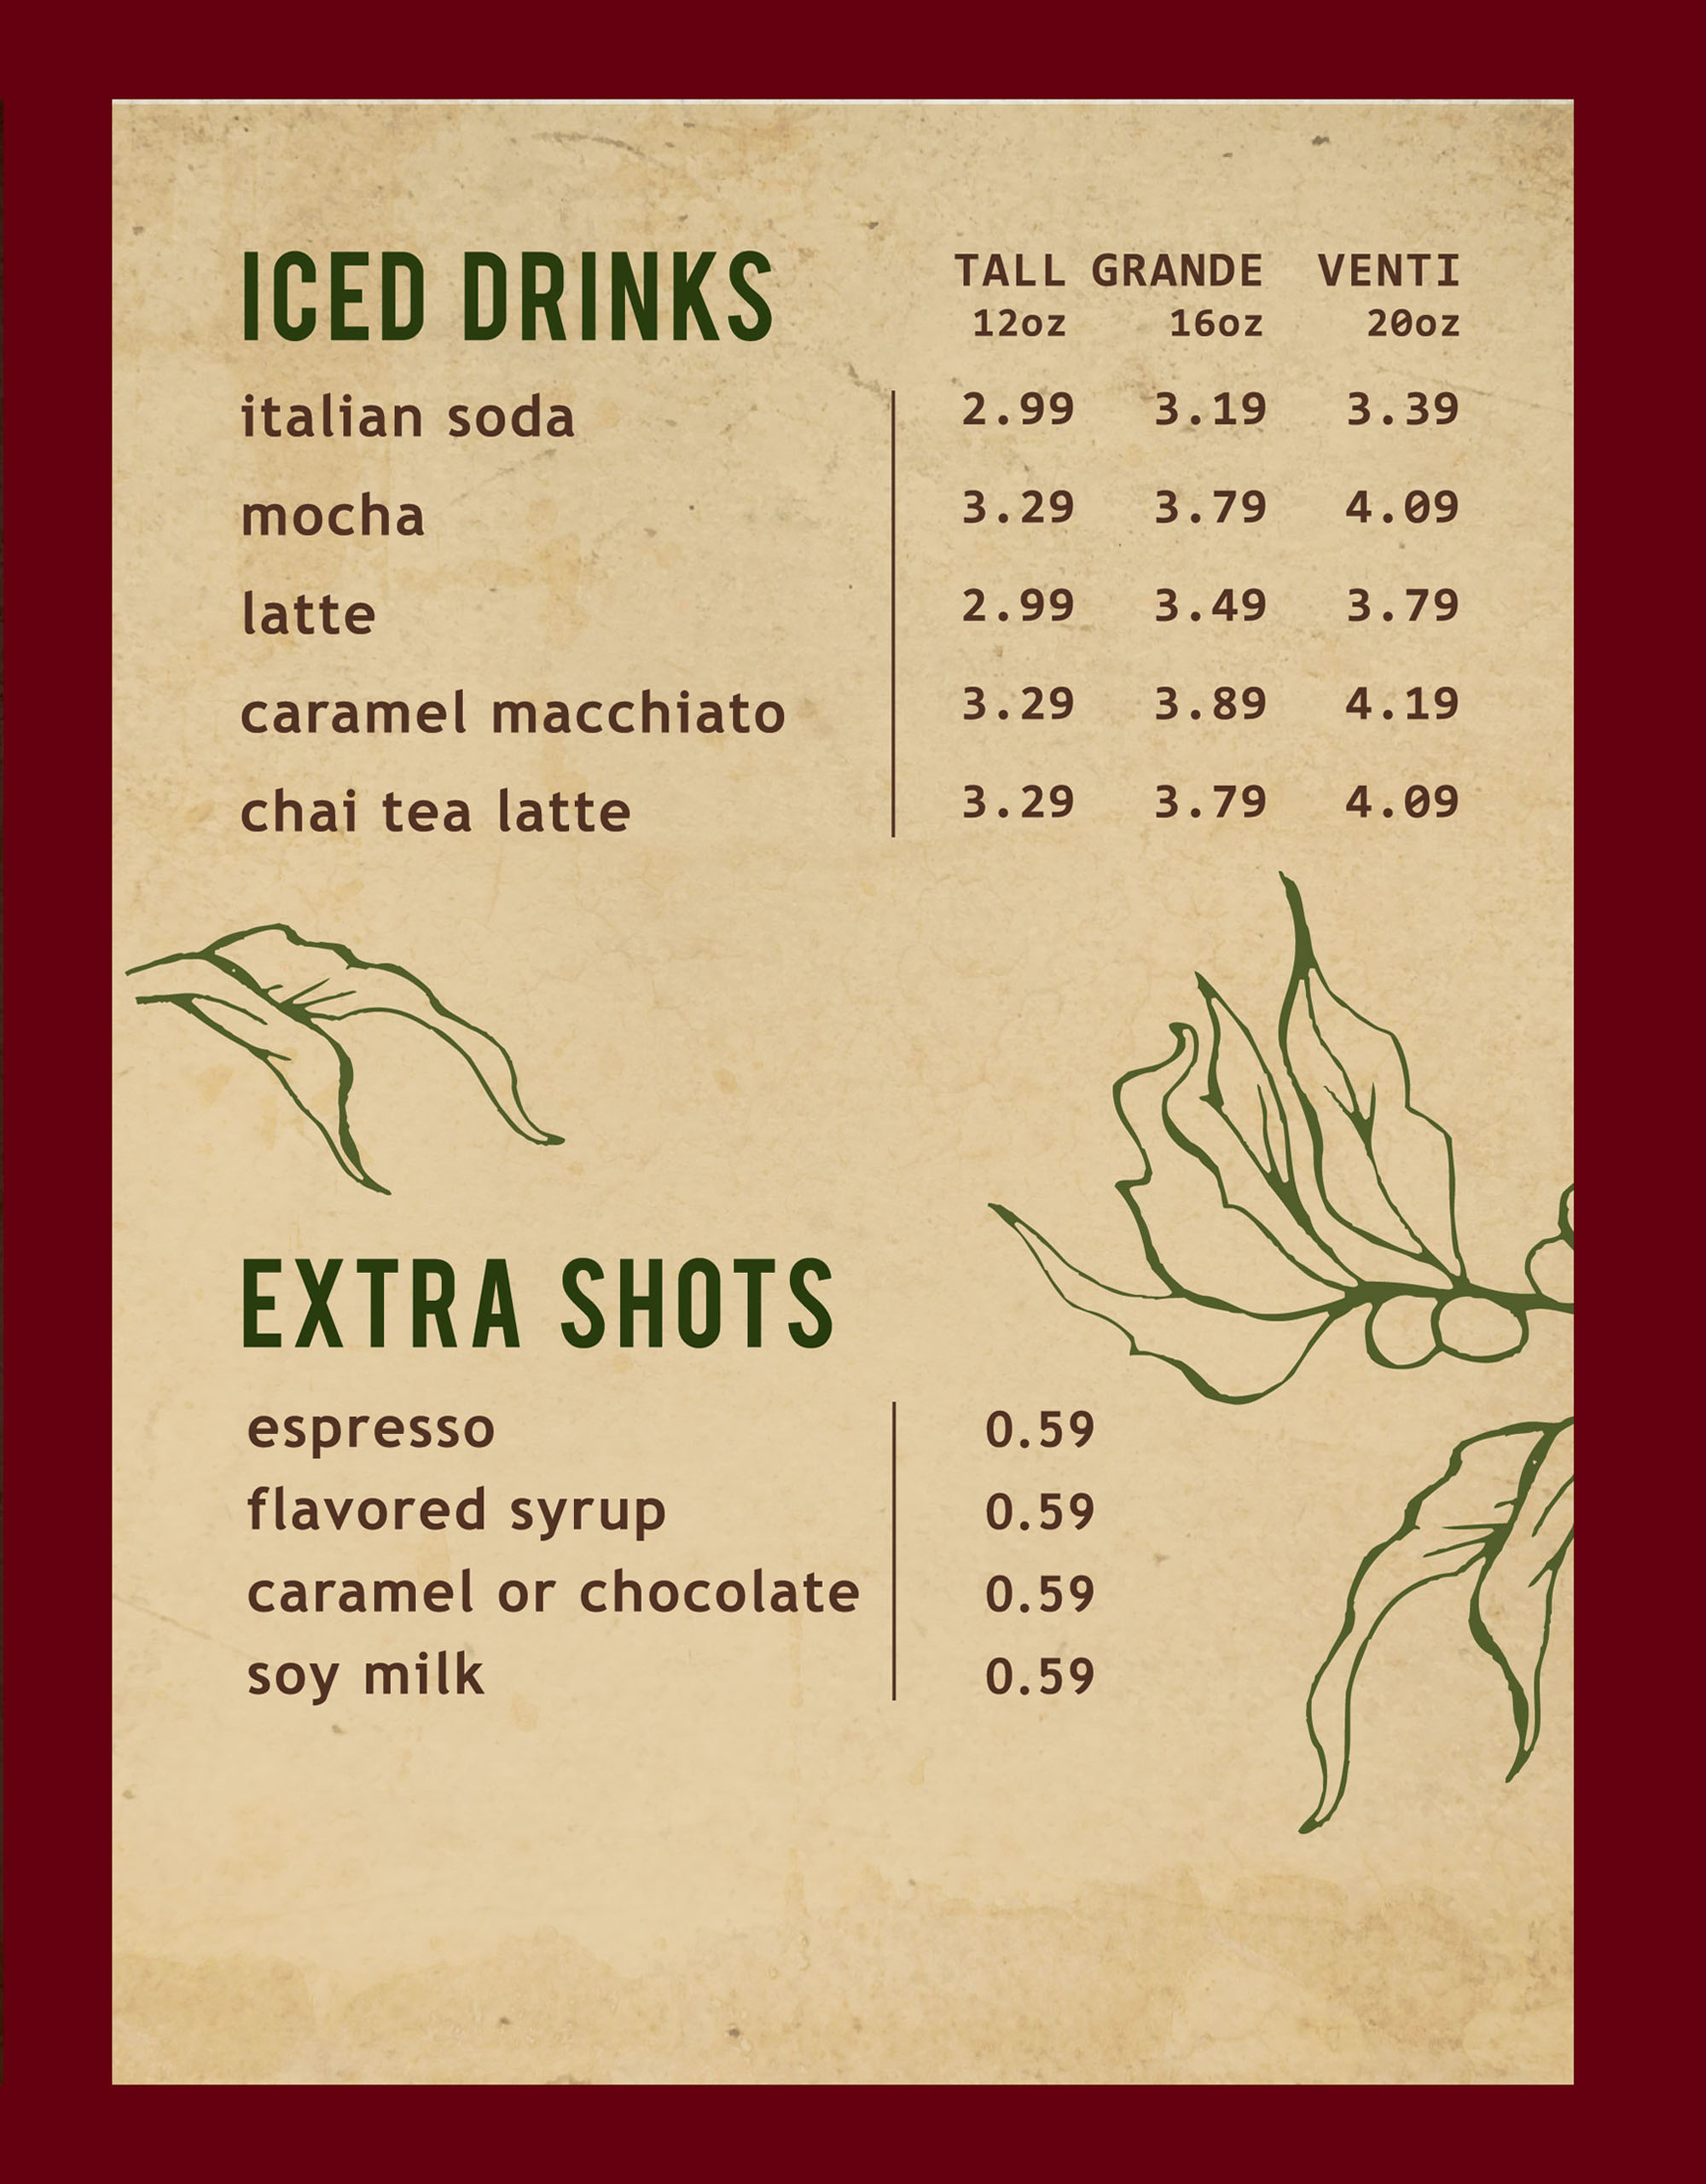 ICED DRINKS TALL GRANDE VENTI
12oz 16oz 20oz
italian soda 2.99 3.19 3.39
mocha 3.29 3.79 4.09
latte 2.99 3.49 3.79
caramel macchiato 3.29 3.89 4.19
chai tea latte 3.29 3.79 4.09
EXTRA SHOTS
espresso 0.59
flavored syrup 0.59
caramel or chocolate 0.59
soy milk 0.59